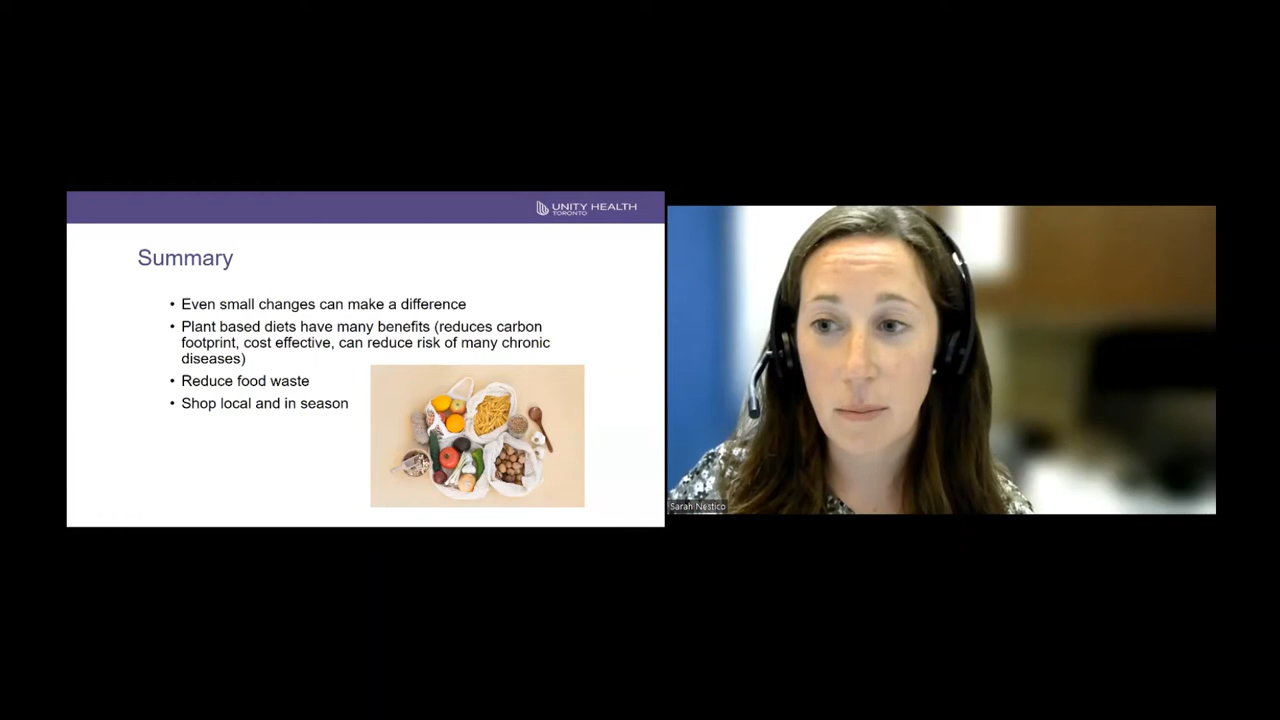 UNITY HEALTH
TORONTO
Summary
• Even small changes can make a difference
• Plant based diets have many benefits (reduces carbon
footprint, cost effective, can reduce risk of many chronic
diseases)
• Reduce food waste
• Shop local and in season
Sarah Nestico